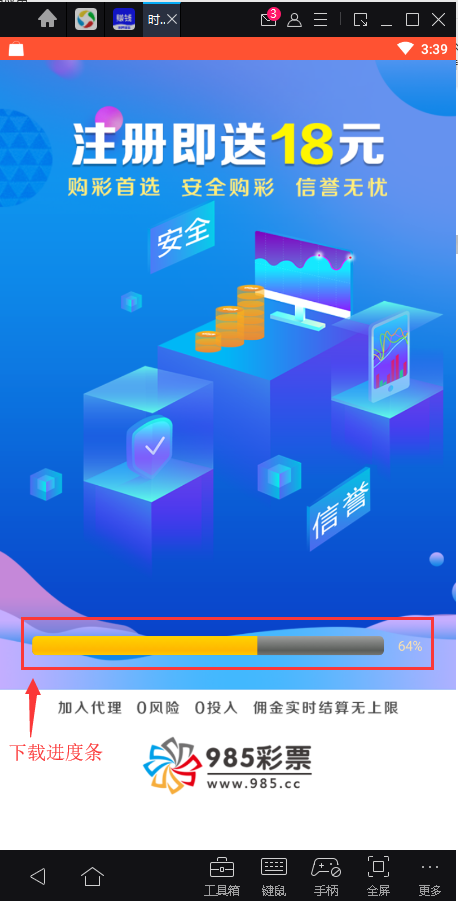 赚钱
时..
3
3:39
注册即送18元
购彩首选 安全购彩 信誉无忧
安全
信誉
64%
加入代理 0风险 0投入 佣金实时结算无上限
下载进度条
985彩票
www.985.cc
工具箱 键鼠 手柄 全屏 更多